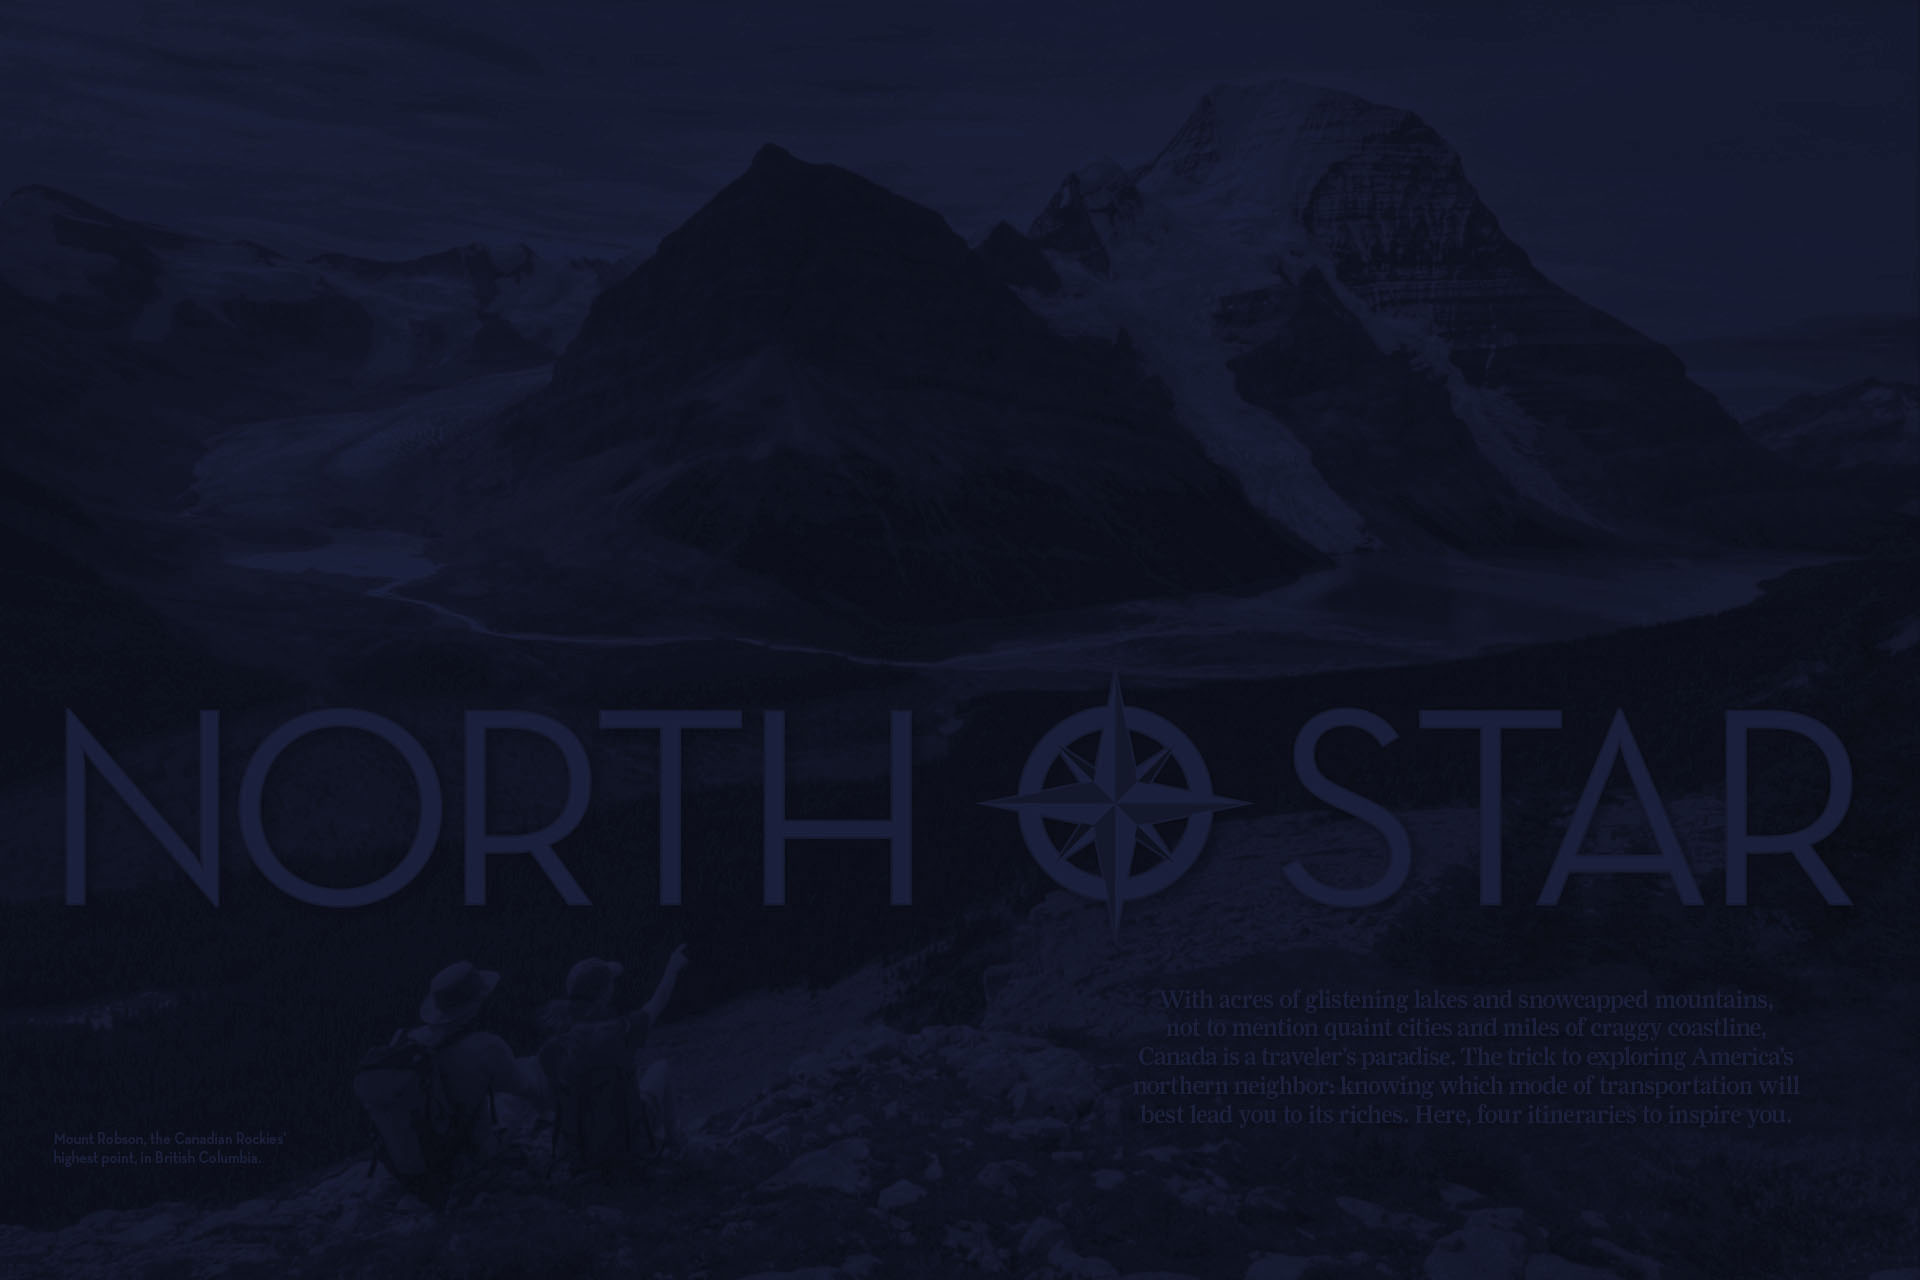 NORTH STAR
With acres of glistening lakes and snowcapped mountains,
not to mention quaint cities and miles of craggy coastline,
Canada is a traveler's paradise. The trick to exploring America's
northern neighbor: knowing which mode of transportation will
best lead you to its riches. Here, four itineraries to inspire you.
Mount Robson, the Canadian Rockies'
highest point, in British Columbia.